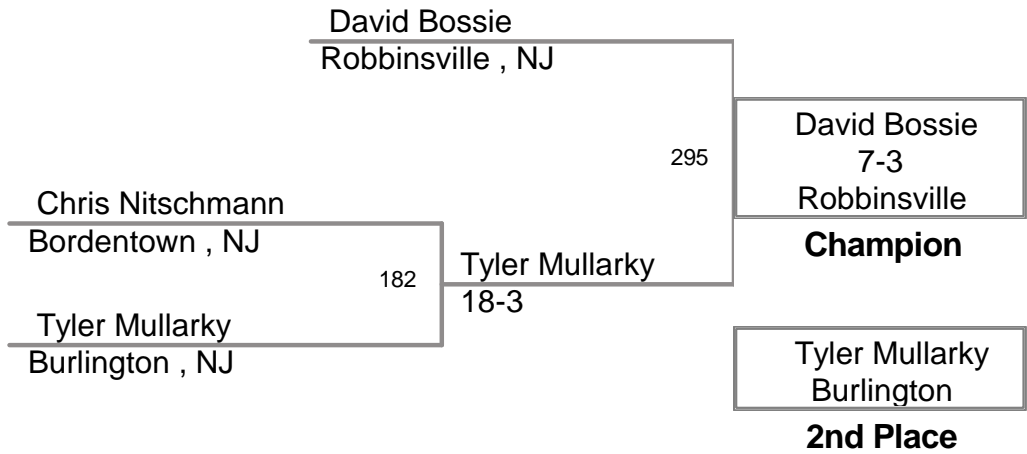 David Bossie
Robbinsville , NJ
295
David Bossie
7-3
Robbinsville
Champion
Chris Nitschmann
Bordentown , NJ
182
Tyler Mullarky
18-3
Tyler Mullarky
Burlington , NJ
Tyler Mullarky
Burlington
2nd Place